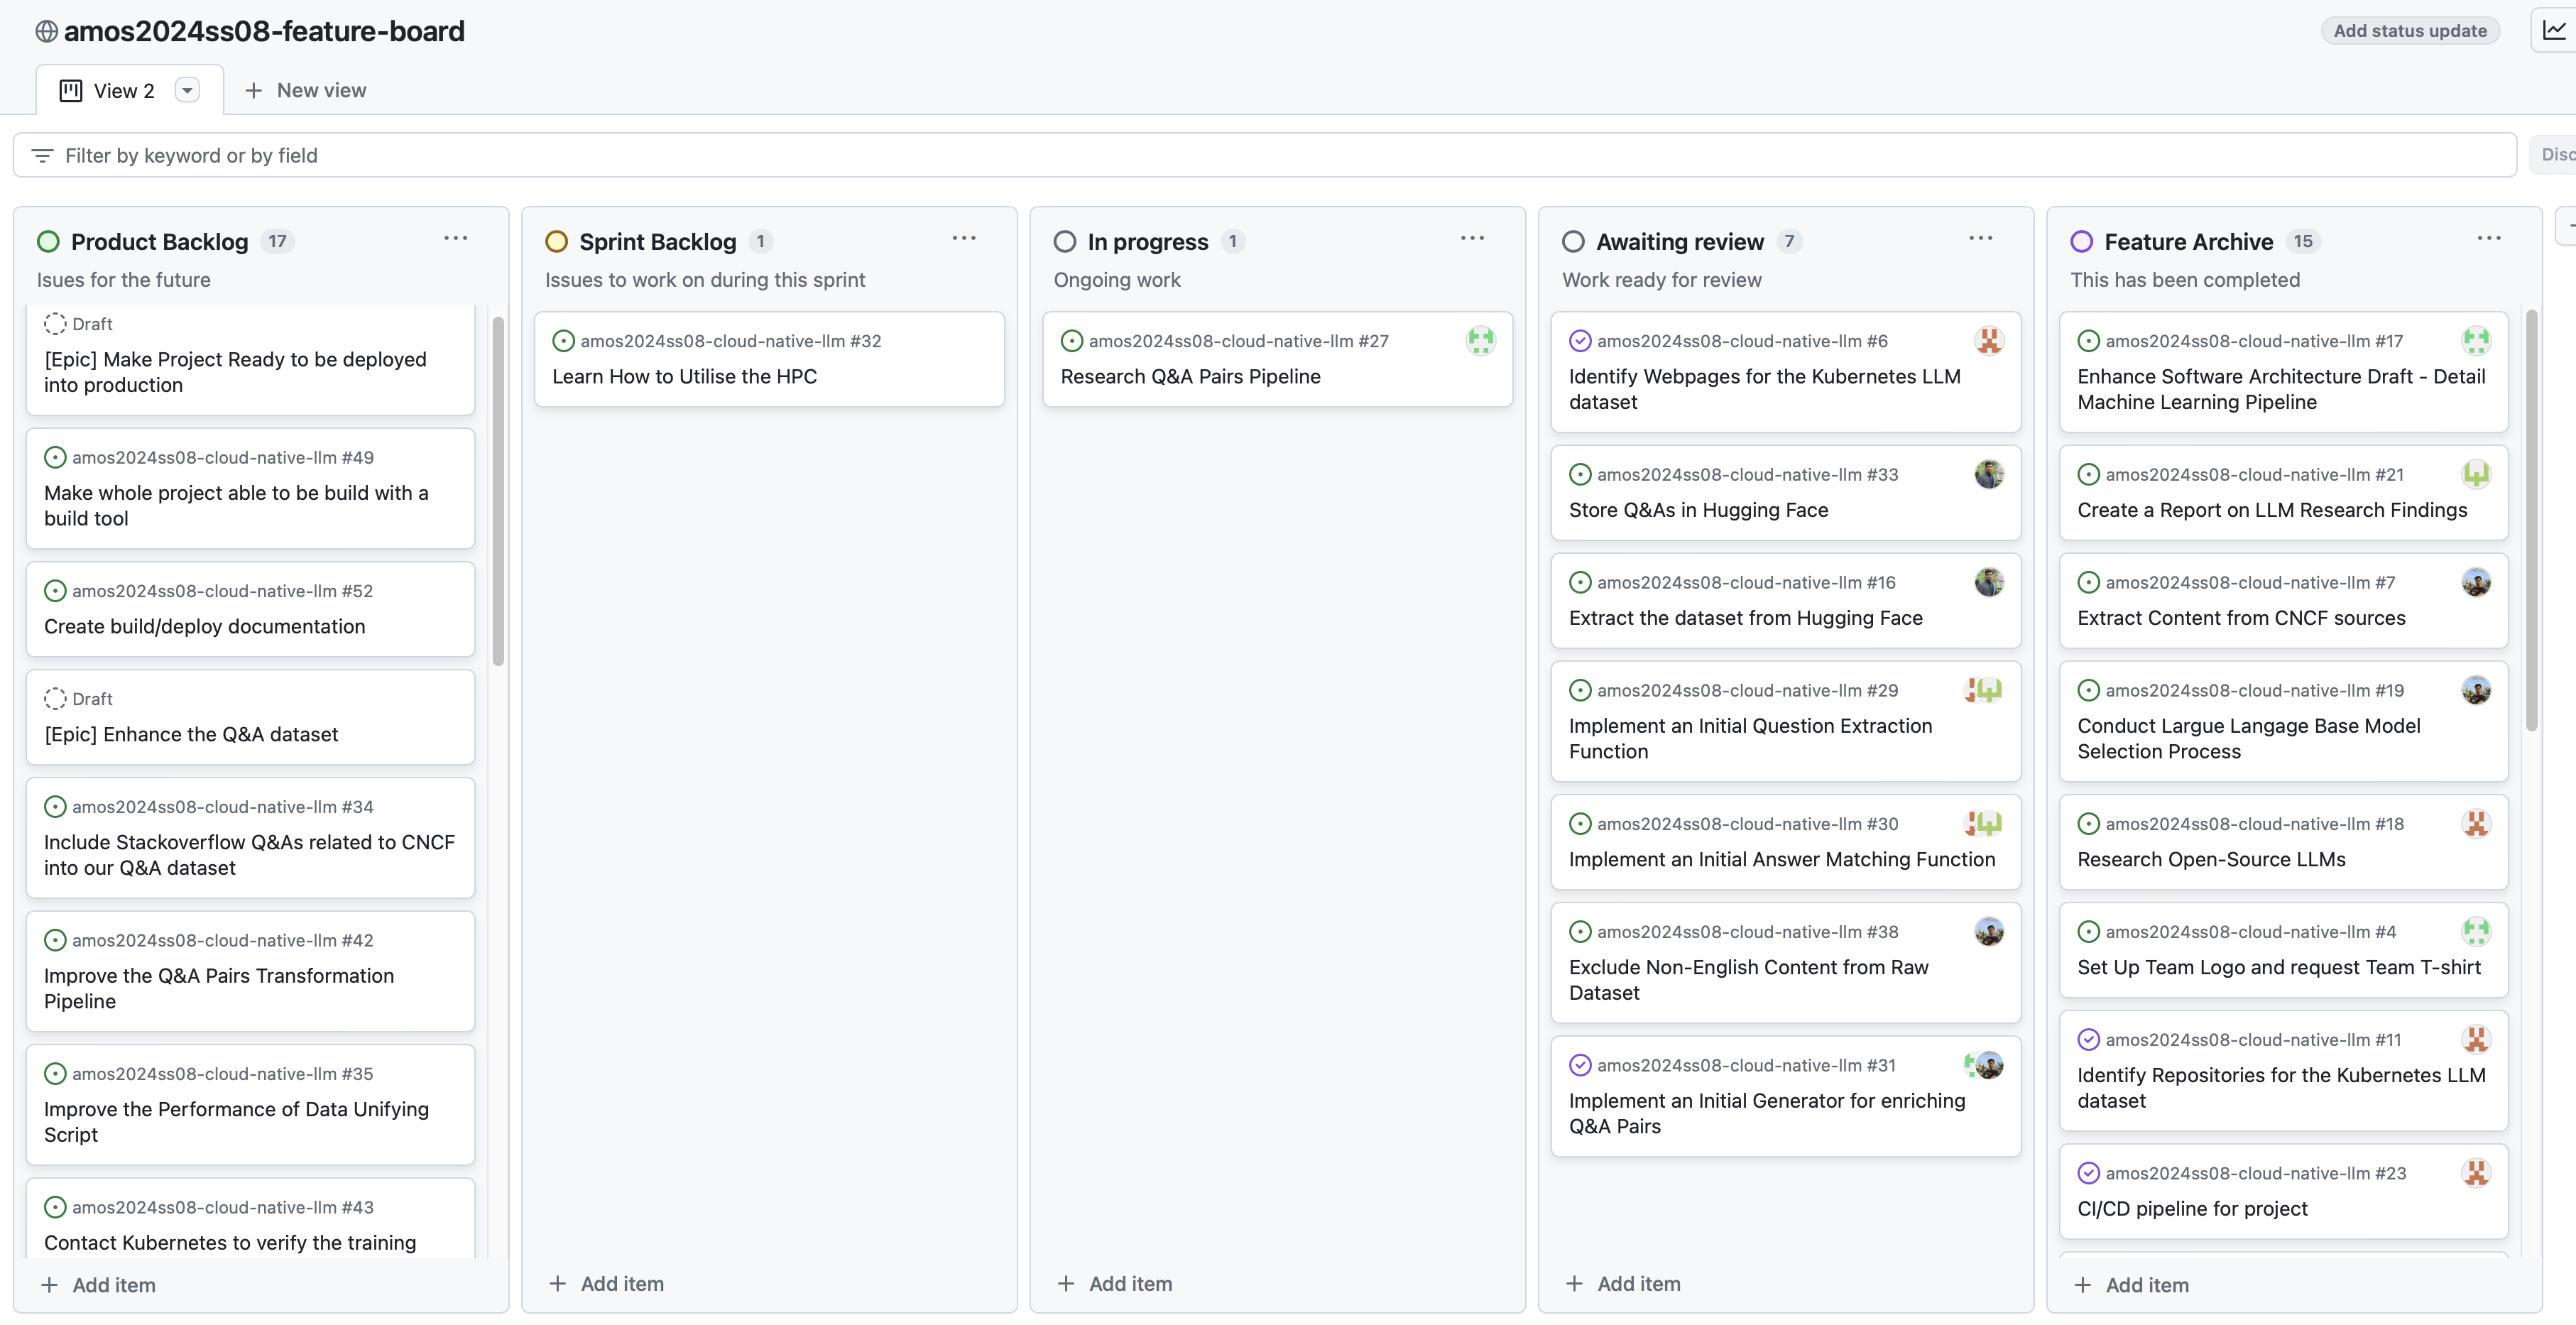 amos2024ss08-feature-board
Add status update
View 2
New view
Filter by keyword or by field
Product Backlog 17
Isues for the future
Draft
[Epic] Make Project Ready to be deployed
into production
amos2024ss08-cloud-native-llm #49
Make whole project able to be build with a
build tool
amos2024ss08-cloud-native-llm #52
Create build/deploy documentation
Draft
[Epic] Enhance the Q&A dataset
amos2024ss08-cloud-native-llm #34
Include Stackoverflow Q&As related to CNCF
into our Q&A dataset
amos2024ss08-cloud-native-llm #42
Improve the Q&A Pairs Transformation
Pipeline
amos2024ss08-cloud-native-llm #35
Improve the Performance of Data Unifying
Script
amos2024ss08-cloud-native-llm #43
Contact Kubernetes to verify the training
Add item
Sprint Backlog 1
Issues to work on during this sprint
amos2024ss08-cloud-native-llm #32
Learn How to Utilise the HPC
Add item
In progress 1
Ongoing work
amos2024ss08-cloud-native-llm #27
Research Q&A Pairs Pipeline
Add item
Awaiting review 7
Work ready for review
amos2024ss08-cloud-native-llm #6
Identify Webpages for the Kubernetes LLM
dataset
amos2024ss08-cloud-native-llm #33
Store Q&As in Hugging Face
amos2024ss08-cloud-native-llm #16
Extract the dataset from Hugging Face
amos2024ss08-cloud-native-llm #29
Implement an Initial Question Extraction
Function
amos2024ss08-cloud-native-llm #30
Implement an Initial Answer Matching Function
amos2024ss08-cloud-native-llm #38
Exclude Non-English Content from Raw
Dataset
amos2024ss08-cloud-native-llm #31
Implement an Initial Generator for enriching
Q&A Pairs
Add item
Feature Archive 15
This has been completed
amos2024ss08-cloud-native-llm #17
Enhance Software Architecture Draft - Detail
Machine Learning Pipeline
amos2024ss08-cloud-native-llm #21
Create a Report on LLM Research Findings
amos2024ss08-cloud-native-llm #7
Extract Content from CNCF sources
amos2024ss08-cloud-native-llm #19
Conduct Largue Langage Base Model
Selection Process
amos2024ss08-cloud-native-llm #18
Research Open-Source LLMs
amos2024ss08-cloud-native-llm #4
Set Up Team Logo and request Team T-shirt
amos2024ss08-cloud-native-llm #11
Identify Repositories for the Kubernetes LLM
dataset
amos2024ss08-cloud-native-llm #23
CI/CD pipeline for project
Add item